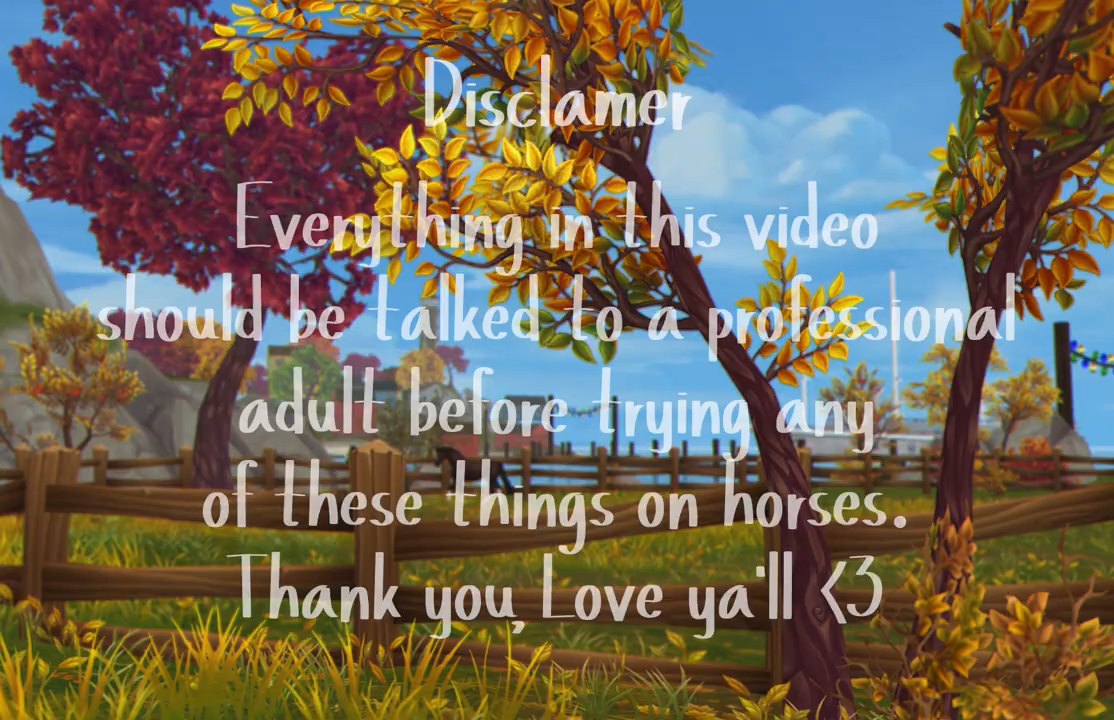 Disclamer
Everything in this video
should be talked to a professional
adult before trying any
of these things on horses.
Thank you, Love ya'll <3